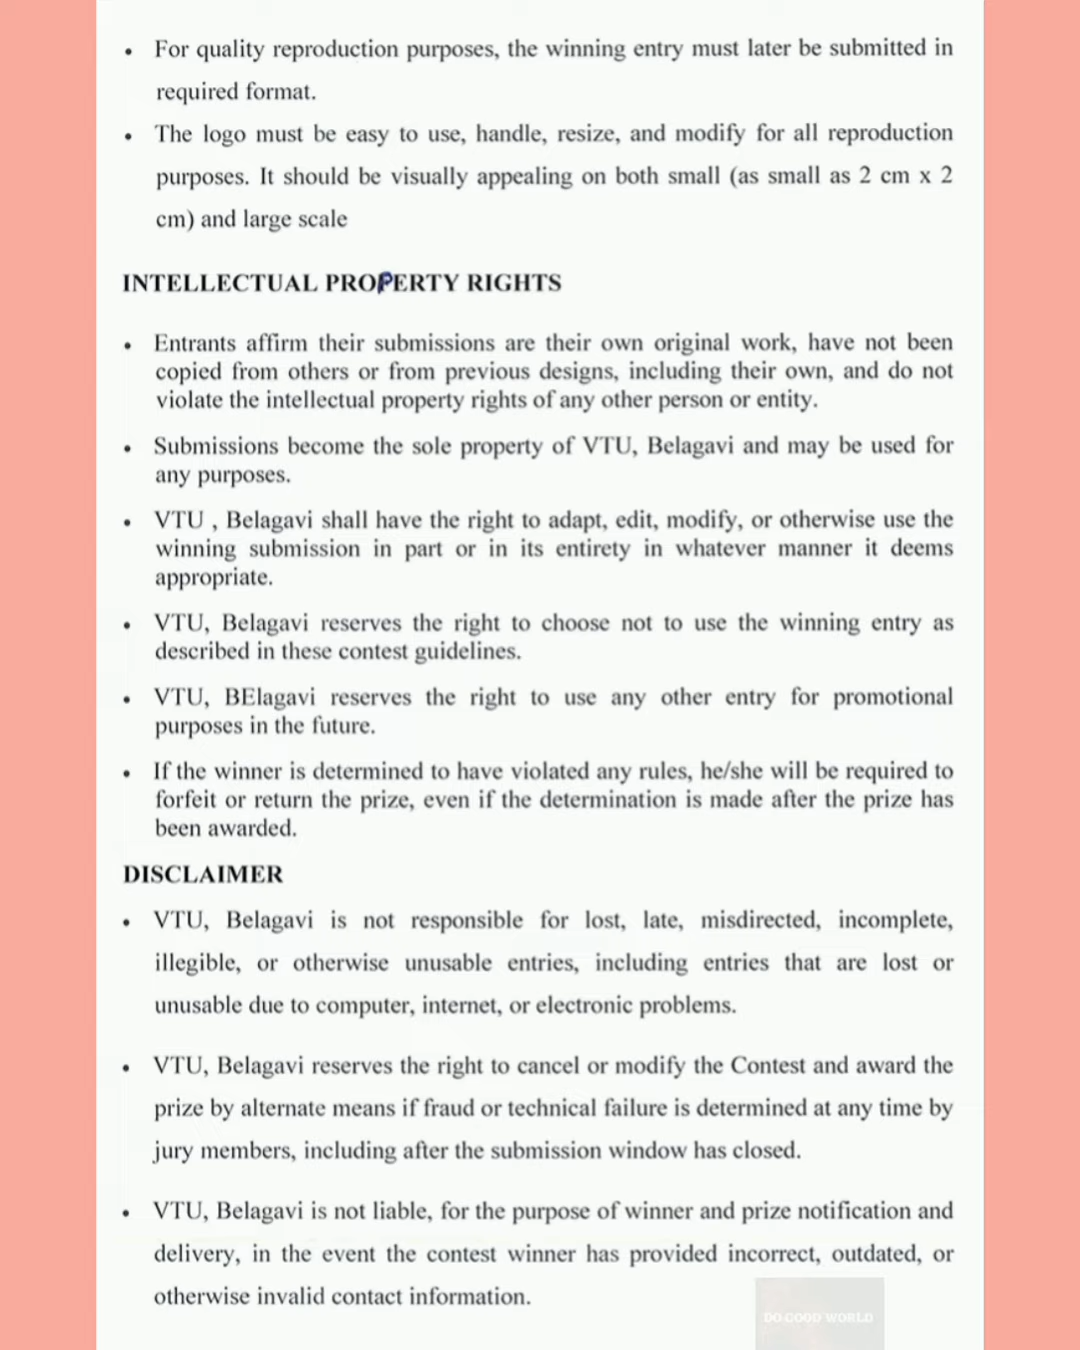 • For quality reproduction purposes, the winning entry must later be submitted in
required format.
• The logo must be easy to use, handle, resize, and modify for all reproduction
purposes. It should be visually appealing on both small (as small as 2 cm x 2
cm) and large scale
INTELLECTUAL PROPERTY RIGHTS
• Entrants affirm their submissions are their own original work, have not been
copied from others or from previous designs, including their own, and do not
violate the intellectual property rights of any other person or entity.
• Submissions become the sole property of VTU, Belagavi and may be used for
any purposes.
• VTU , Belagavi shall have the right to adapt, edit, modify, or otherwise use the
winning submission in part or in its entirety in whatever manner it deems
appropriate.
• VTU, Belagavi reserves the right to choose not to use the winning entry as
described in these contest guidelines.
• VTU, BElagavi reserves the right to use any other entry for promotional
purposes in the future.
• If the winner is determined to have violated any rules, he/she will be required to
forfeit or return the prize, even if the determination is made after the prize has
been awarded.
DISCLAIMER
• VTU, Belagavi is not responsible for lost, late, misdirected, incomplete,
illegible, or otherwise unusable entries, including entries that are lost or
unusable due to computer, internet, or electronic problems.
• VTU, Belagavi reserves the right to cancel or modify the Contest and award the
prize by alternate means if fraud or technical failure is determined at any time by
jury members, including after the submission window has closed.
• VTU, Belagavi is not liable, for the purpose of winner and prize notification and
delivery, in the event the contest winner has provided incorrect, outdated, or
otherwise invalid contact information.
DO GOOD WORLD